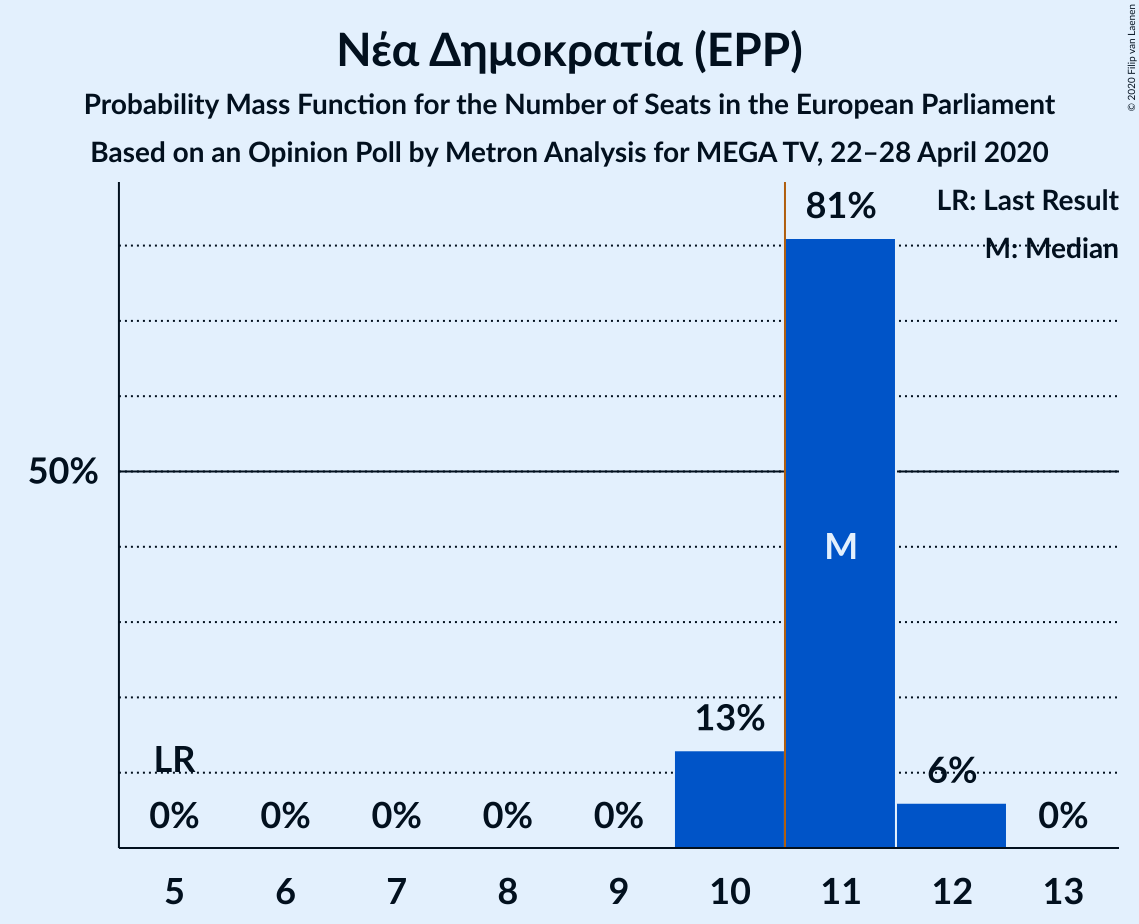 Νέα Δημοκρατία (EPP)
Probability Mass Function for the Number of Seats in the European Parliament
Based on an Opinion Poll by Metron Analysis for MEGA TV, 22–28 April 2020
© 2020 Filip van Laenen
81%
LR: Last Result
M: Median
50%
M
13%
LR
6%
0% 0% 0% 0% 0% 0%
5 6 7 8 9 10 11 12 13